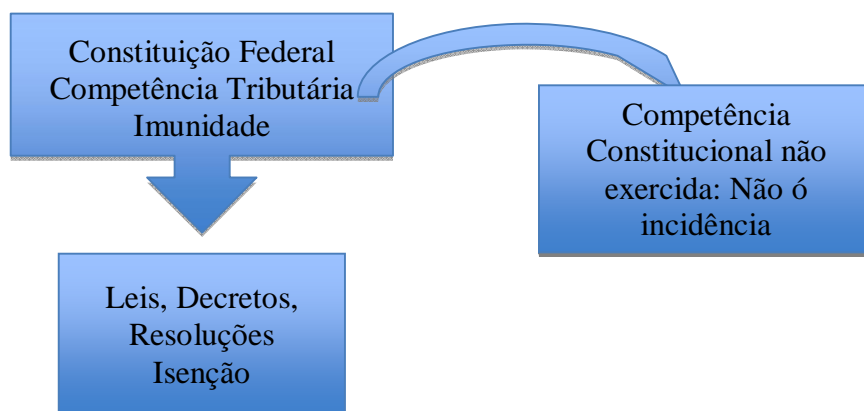 Constituição Federal
Competência Tributária
Imunidade
Competência
Constitucional não
exercida: Não ó
incidência
Leis, Decretos,
Resoluções
Isenção